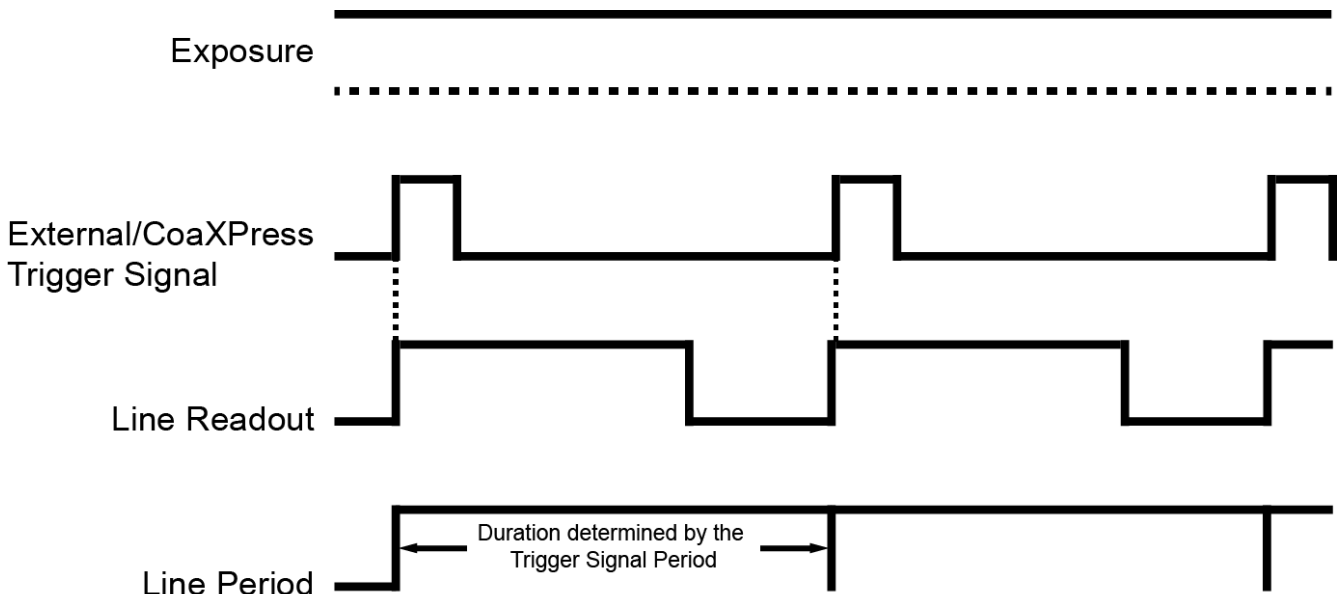 Exposure
External/CoaXPress
Trigger Signal
Line Readout
Duration determined by the
Trigger Signal Period
Line Period